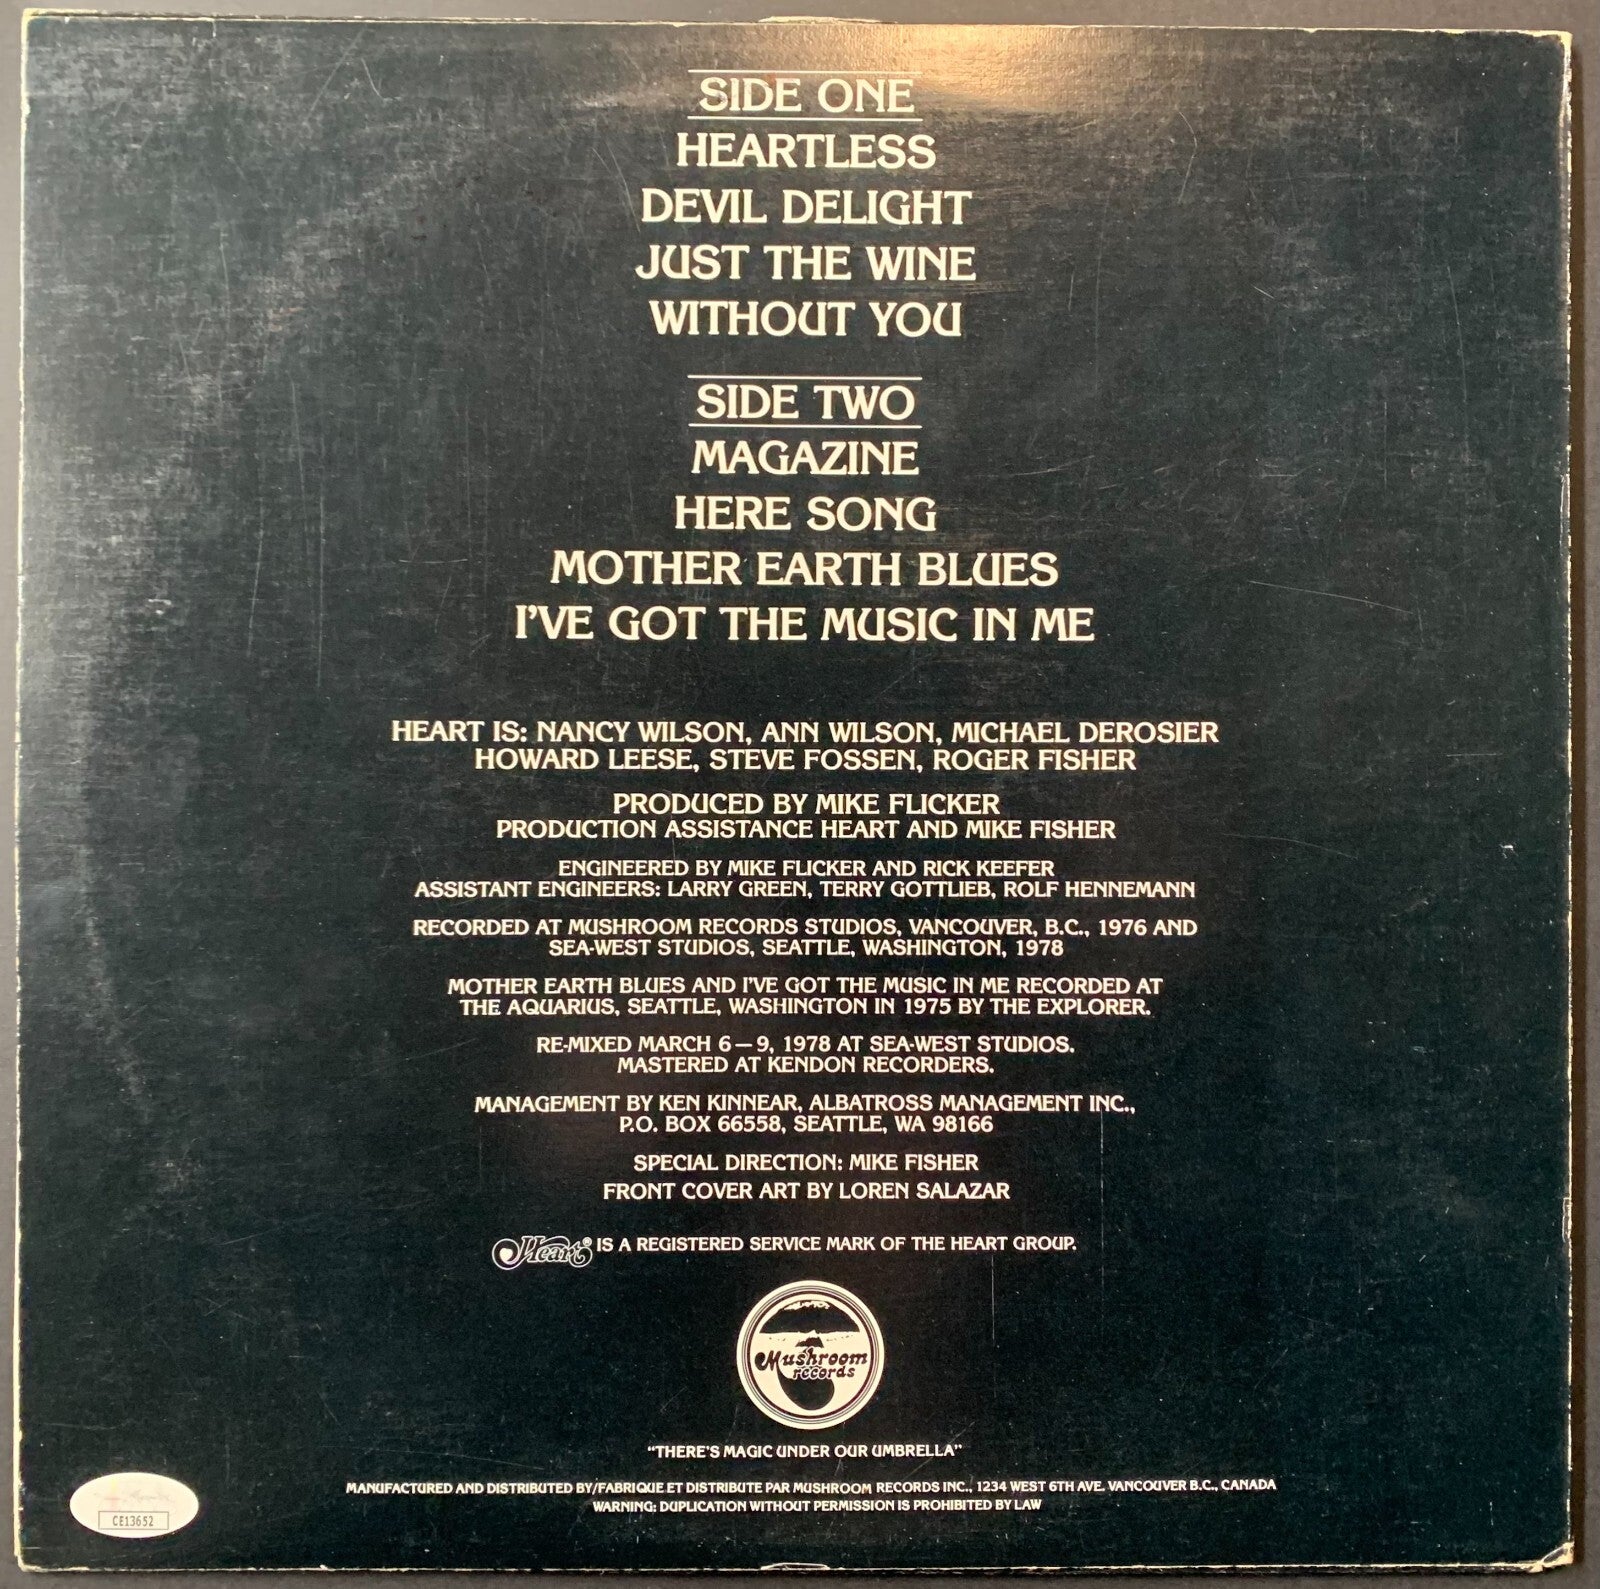 SIDE ONE
HEARTLESS
DEVIL DELIGHT
JUST THE WINE
WITHOUT YOU
SIDE TWO
MAGAZINE
HERE SONG
MOTHER EARTH BLUES
I'VE GOT THE MUSIC IN ME
HEART IS: NANCY WILSON, ANN WILSON, MICHAEL DEROSIER
HOWARD LEESE, STEVE FOSSEN, ROGER FISHER
PRODUCED BY MIKE FLICKER
PRODUCTION ASSISTANCE HEART AND MIKE FISHER
ENGINEERED BY MIKE FLICKER AND RICK KEEFER
ASSISTANT ENGINEERS: LARRY GREEN, TERRY GOTTLIEB, ROLF HENNEMANN
RECORDED AT MUSHROOM RECORDS STUDIOS, VANCOUVER, B.C., 1976 AND
SEA-WEST STUDIOS, SEATTLE, WASHINGTON, 1978
MOTHER EARTH BLUES AND I'VE GOT THE MUSIC IN ME RECORDED AT
THE AQUARIUS, SEATTLE, WASHINGTON IN 1975 BY THE EXPLORER.
RE-MIXED MARCH 6 – 9, 1978 AT SEA-WEST STUDIOS.
MASTERED AT KENDON RECORDERS.
MANAGEMENT BY KEN KINNEAR, ALBATROSS MANAGEMENT INC.,
P.O. BOX 66558, SEATTLE, WA 98166
SPECIAL DIRECTION: MIKE FISHER
FRONT COVER ART BY LOREN SALAZAR
Heart® IS A REGISTERED SERVICE MARK OF THE HEART GROUP.
Mushroom
records
"THERE'S MAGIC UNDER OUR UMBRELLA"
MANUFACTURED AND DISTRIBUTED BY/FABRIQUE ET DISTRIBUTE PAR MUSHROOM RECORDS INC., 1234 WEST 6TH AVE. VANCOUVER B.C., CANADA
WARNING: DUPLICATION WITHOUT PERMISSION IS PROHIBITED BY LAW
CE13652